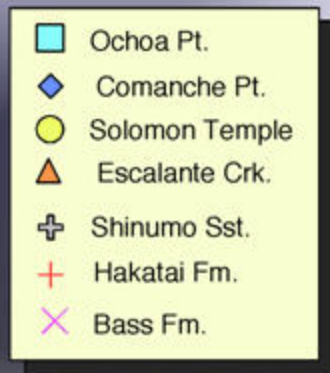 Ochoa Pt.
Comanche Pt.
Solomon Temple
Escalante Crk.
Shinumo Sst.
Hakatai Fm.
Bass Fm.